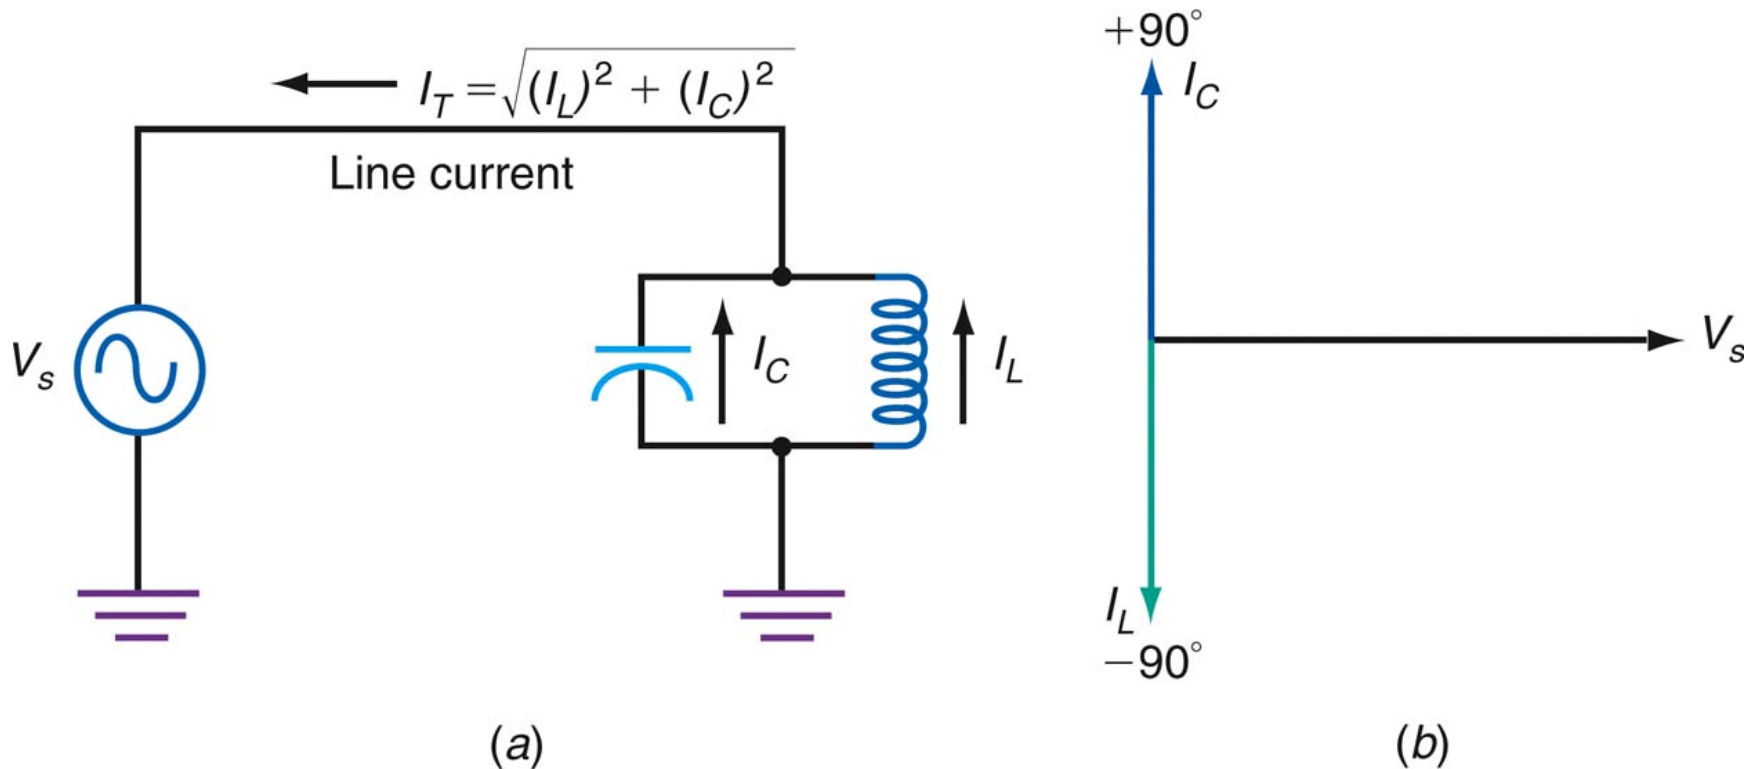 I_T = √(I_L)² + (I_C)²
Line current
V_s
I_C
I_L
(a)
+90°
I_C
V_s
I_L
−90°
(b)